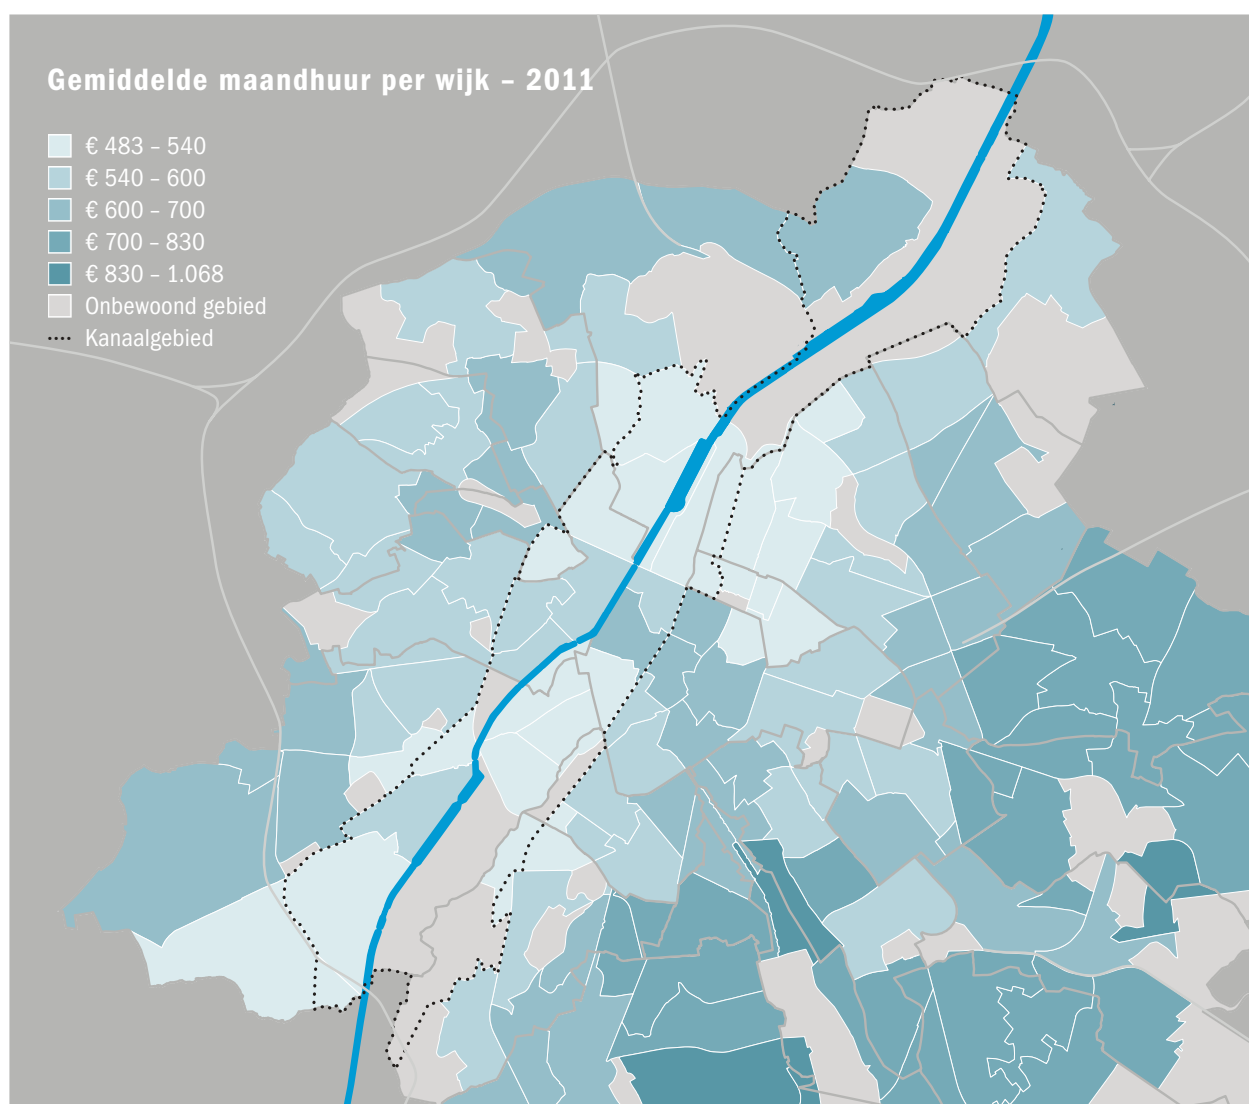 Gemiddelde maandhuur per wijk – 2011
€ 483 – 540
€ 540 – 600
€ 600 – 700
€ 700 – 830
€ 830 – 1.068
Onbewoond gebied
Kanaalgebied